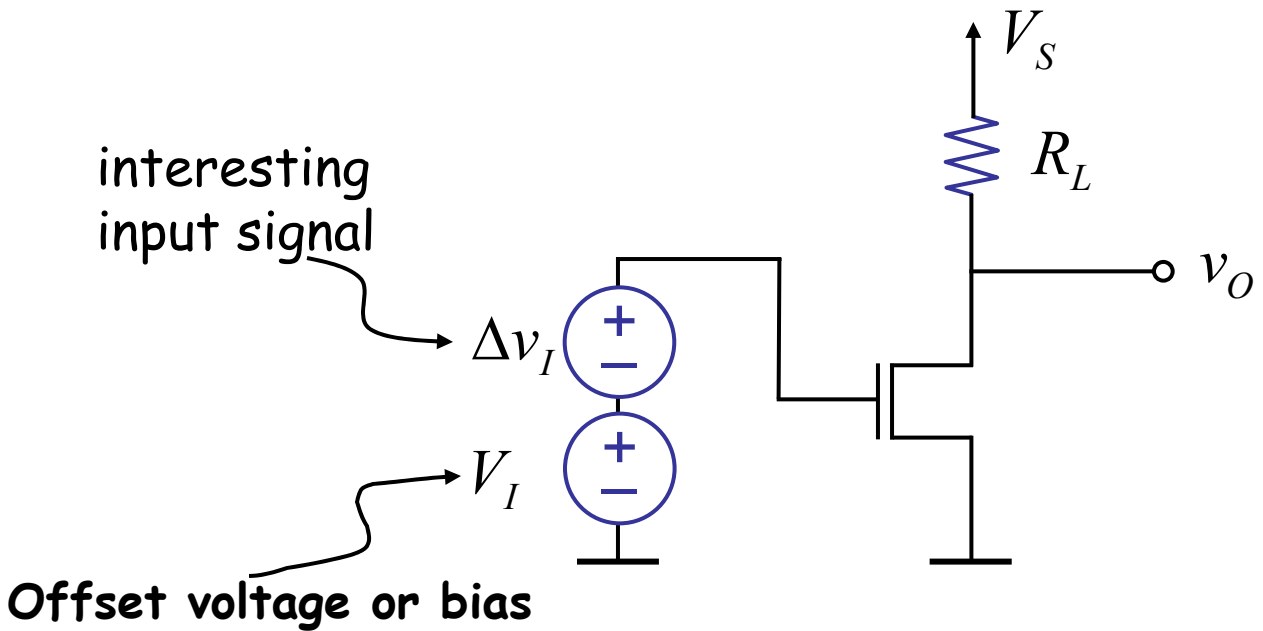 V_S
R_L
interesting
input signal
v_O
Δv_I
+
−
V_I
+
−
Offset voltage or bias